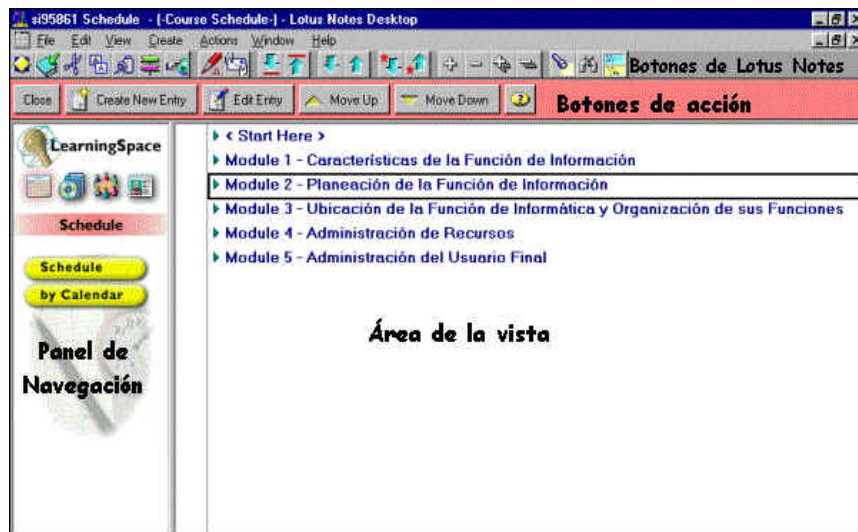 si95861 Schedule - [-Course Schedule-] - Lotus Notes Desktop
File Edit View Create Actions Window Help
Botones de Lotus Notes
Close Create New Entry Edit Entry Move Up Move Down Botones de acción
LearningSpace
Schedule
Schedule
by Calendar
Panel de
Navegación
< Start Here >
Module 1 - Características de la Función de Información
Module 2 - Planeación de la Función de Información
Module 3 - Ubicación de la Función de Informática y Organización de sus Funciones
Module 4 - Administración de Recursos
Module 5 - Administración del Usuario Final
Área de la vista